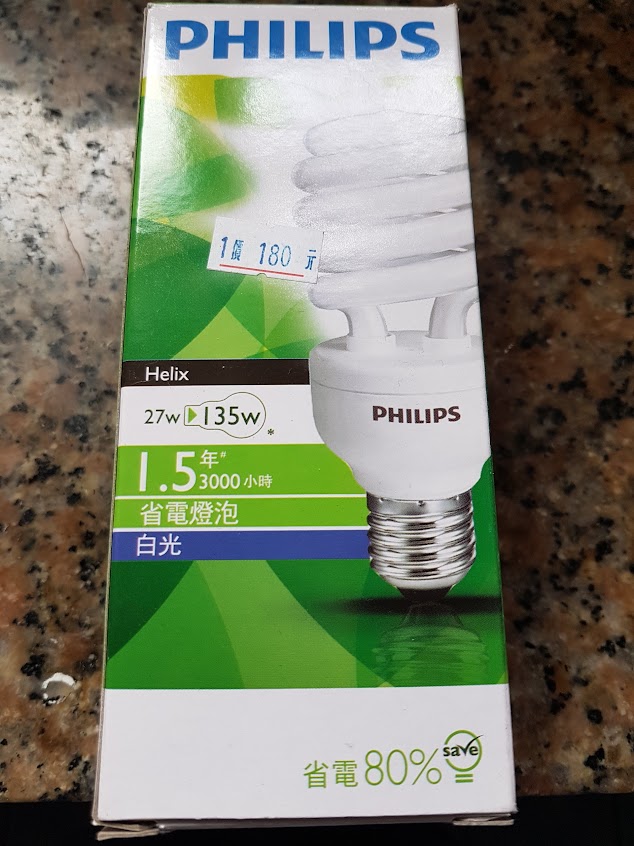 PHILIPS
1價 180 元
Helix
27w 135w*
PHILIPS
1.5年#
3000小時
省電燈泡
白光
省電80% save